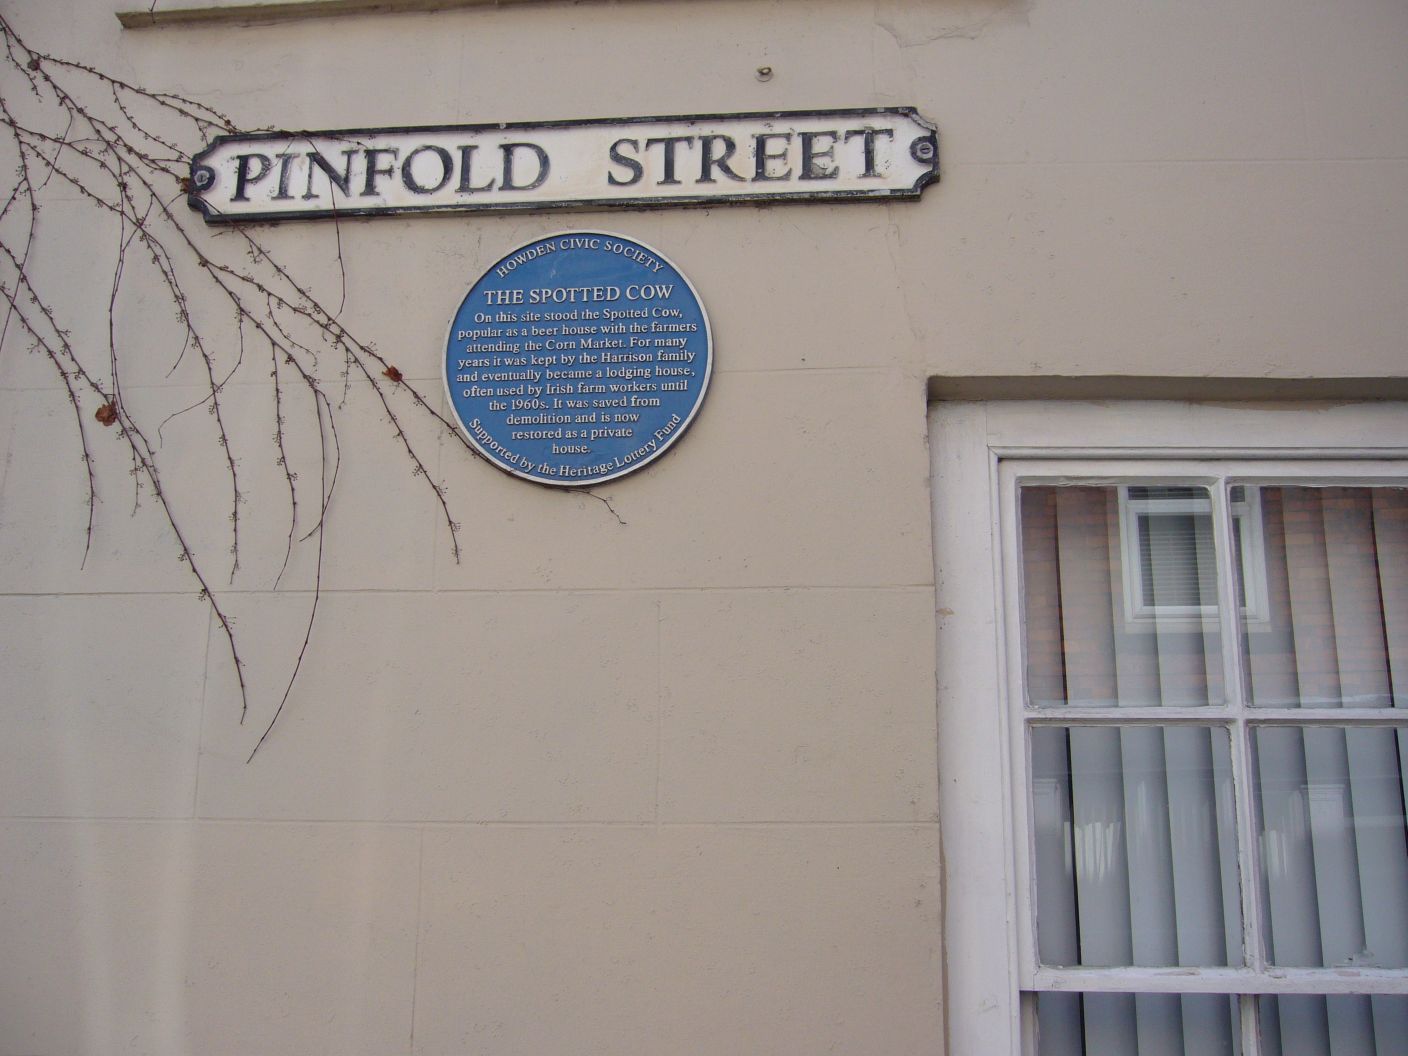 PINFOLD STREET
HOWDEN CIVIC SOCIETY
THE SPOTTED COW
On this site stood the Spotted Cow,
popular as a beer house with the farmers
attending the Corn Market. For many
years it was kept by the Harrison family
and eventually became a lodging house,
often used by Irish farm workers until
the 1960s. It was saved from
demolition and is now
restored as a private
house.
Supported by the Heritage Lottery Fund